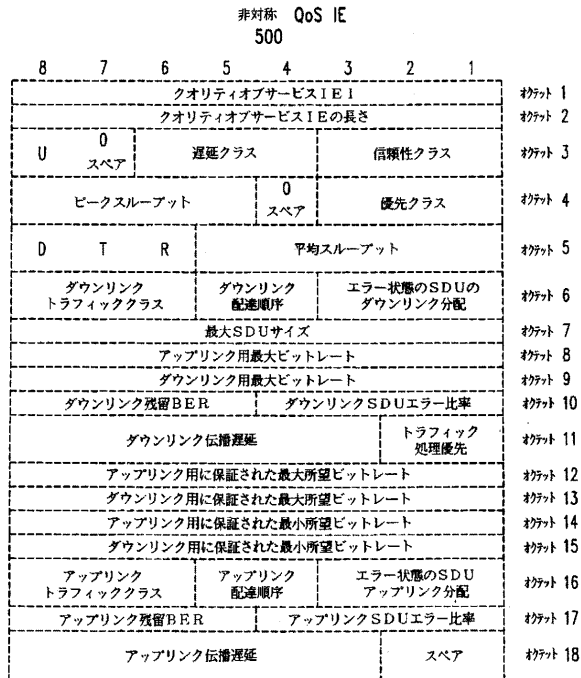 非対称 QoS IE
500
8 7 6 5 4 3 2 1
クオリティオブサービスIEI オクテット 1
クオリティオブサービスIEの長さ オクテット 2
U 0 スペア 遅延クラス 信頼性クラス オクテット 3
ピークスループット 0 スペア 優先クラス オクテット 4
D T R 平均スループット オクテット 5
ダウンリンク ダウンリンク エラー状態のSDUの
トラフィッククラス 配達順序 ダウンリンク分配 オクテット 6
最大SDUサイズ オクテット 7
アップリンク用最大ビットレート オクテット 8
ダウンリンク用最大ビットレート オクテット 9
ダウンリンク残留BER ダウンリンクSDUエラー比率 オクテット 10
ダウンリンク伝播遅延 トラフィック 処理優先 オクテット 11
アップリンク用に保証された最大所望ビットレート オクテット 12
ダウンリンク用に保証された最大所望ビットレート オクテット 13
アップリンク用に保証された最小所望ビットレート オクテット 14
ダウンリンク用に保証された最小所望ビットレート オクテット 15
アップリンク アップリンク エラー状態のSDU
トラフィッククラス 配達順序 アップリンク分配 オクテット 16
アップリンク残留BER アップリンクSDUエラー比率 オクテット 17
アップリンク伝播遅延 スペア オクテット 18